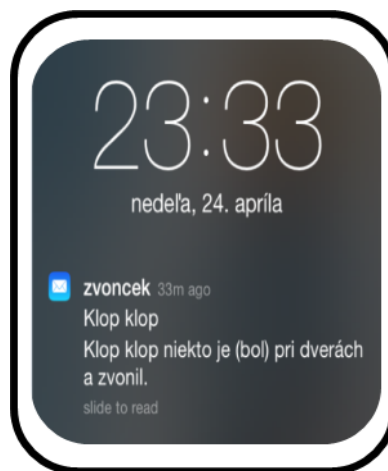 23:33
nedeľa, 24. apríla
zvoncek 33m ago
Klop klop
Klop klop niekto je (bol) pri dverách
a zvonil.
slide to read